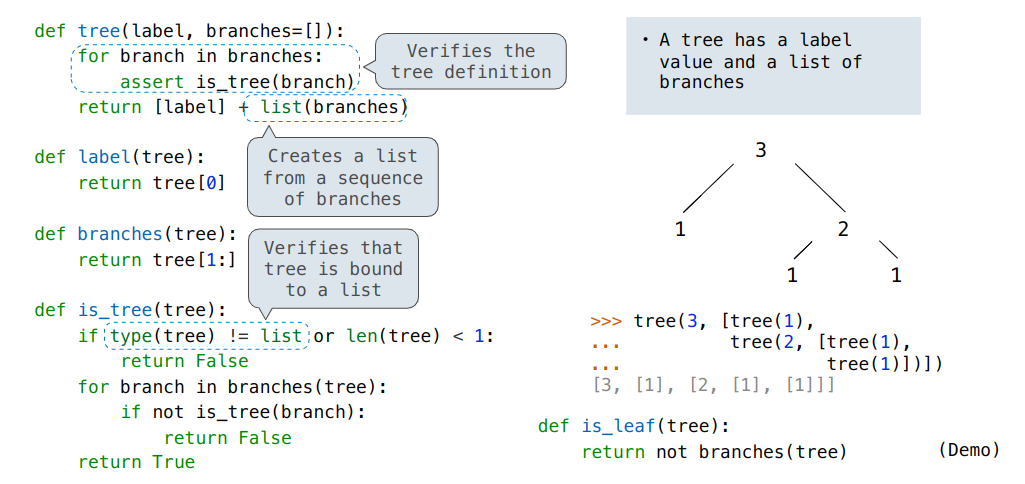 def tree(label, branches=[]):
    for branch in branches:
        assert is_tree(branch)
    return [label] + list(branches)
Verifies the
tree definition
Creates a list
from a sequence
of branches
def label(tree):
    return tree[0]
def branches(tree):
    return tree[1:]
Verifies that
tree is bound
to a list
def is_tree(tree):
    if type(tree) != list or len(tree) < 1:
        return False
    for branch in branches(tree):
        if not is_tree(branch):
            return False
    return True
• A tree has a label
value and a list of
branches
3
1 2
1 1
>>> tree(3, [tree(1),
...          tree(2, [tree(1),
...                   tree(1)])])
[3, [1], [2, [1], [1]]]
def is_leaf(tree):
    return not branches(tree)
(Demo)